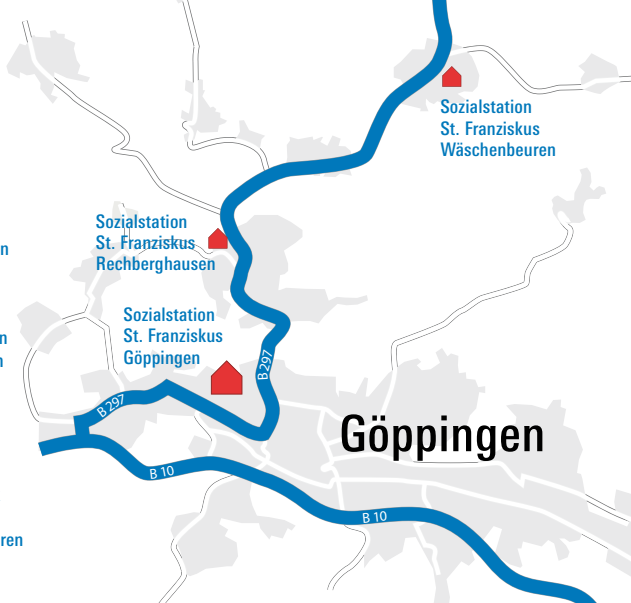 Sozialstation
St. Franziskus
Wäschenbeuren
Sozialstation
St. Franziskus
Rechberghausen
Sozialstation
St. Franziskus
Göppingen
B 297
B 297
Göppingen
B 10
B 10